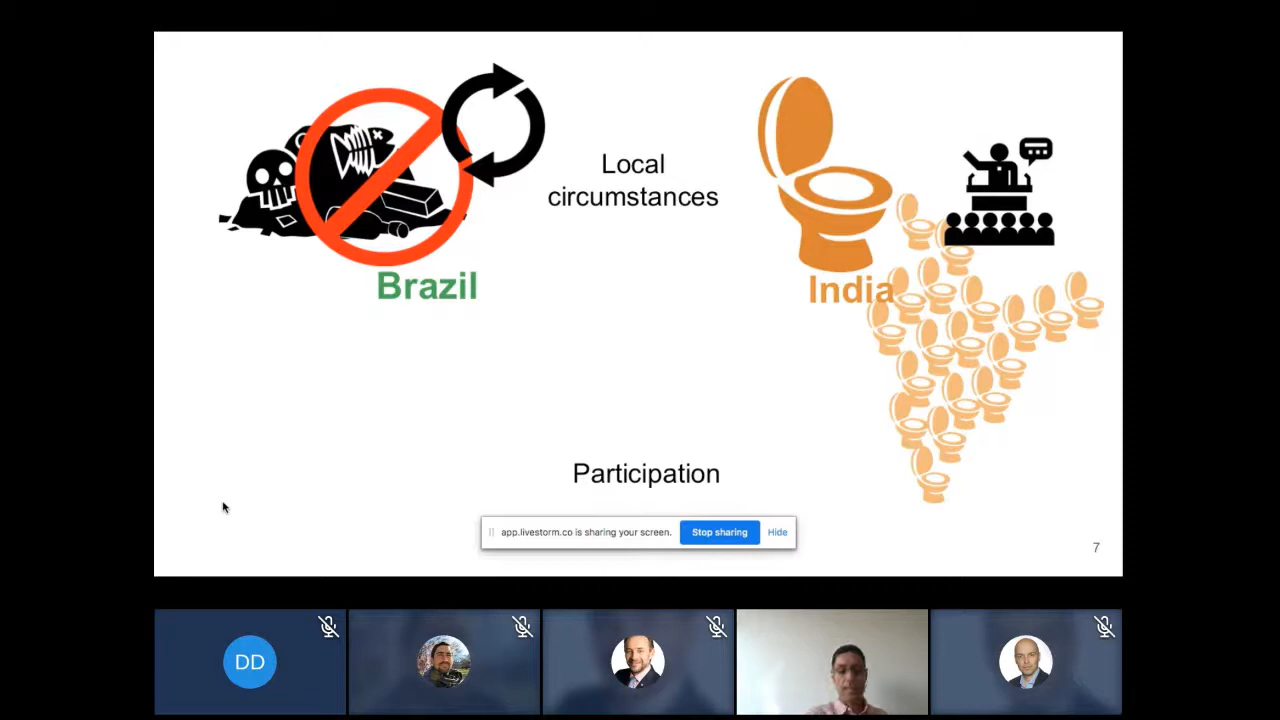 Local
circumstances
Brazil
India
Participation
app.livestorm.co is sharing your screen.
Stop sharing
Hide
7
DD